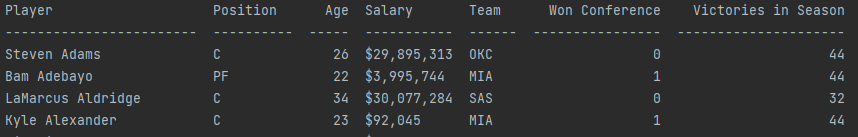 Player Position Age Salary Team Won Conference Victories in Season
------------------------ ---------- ----- ----------- ------ ---------------- ---------------------
Steven Adams C 26 $29,895,313 OKC 0 44
Bam Adebayo PF 22 $3,995,744 MIA 1 44
LaMarcus Aldridge C 34 $30,077,284 SAS 0 32
Kyle Alexander C 23 $92,045 MIA 1 44